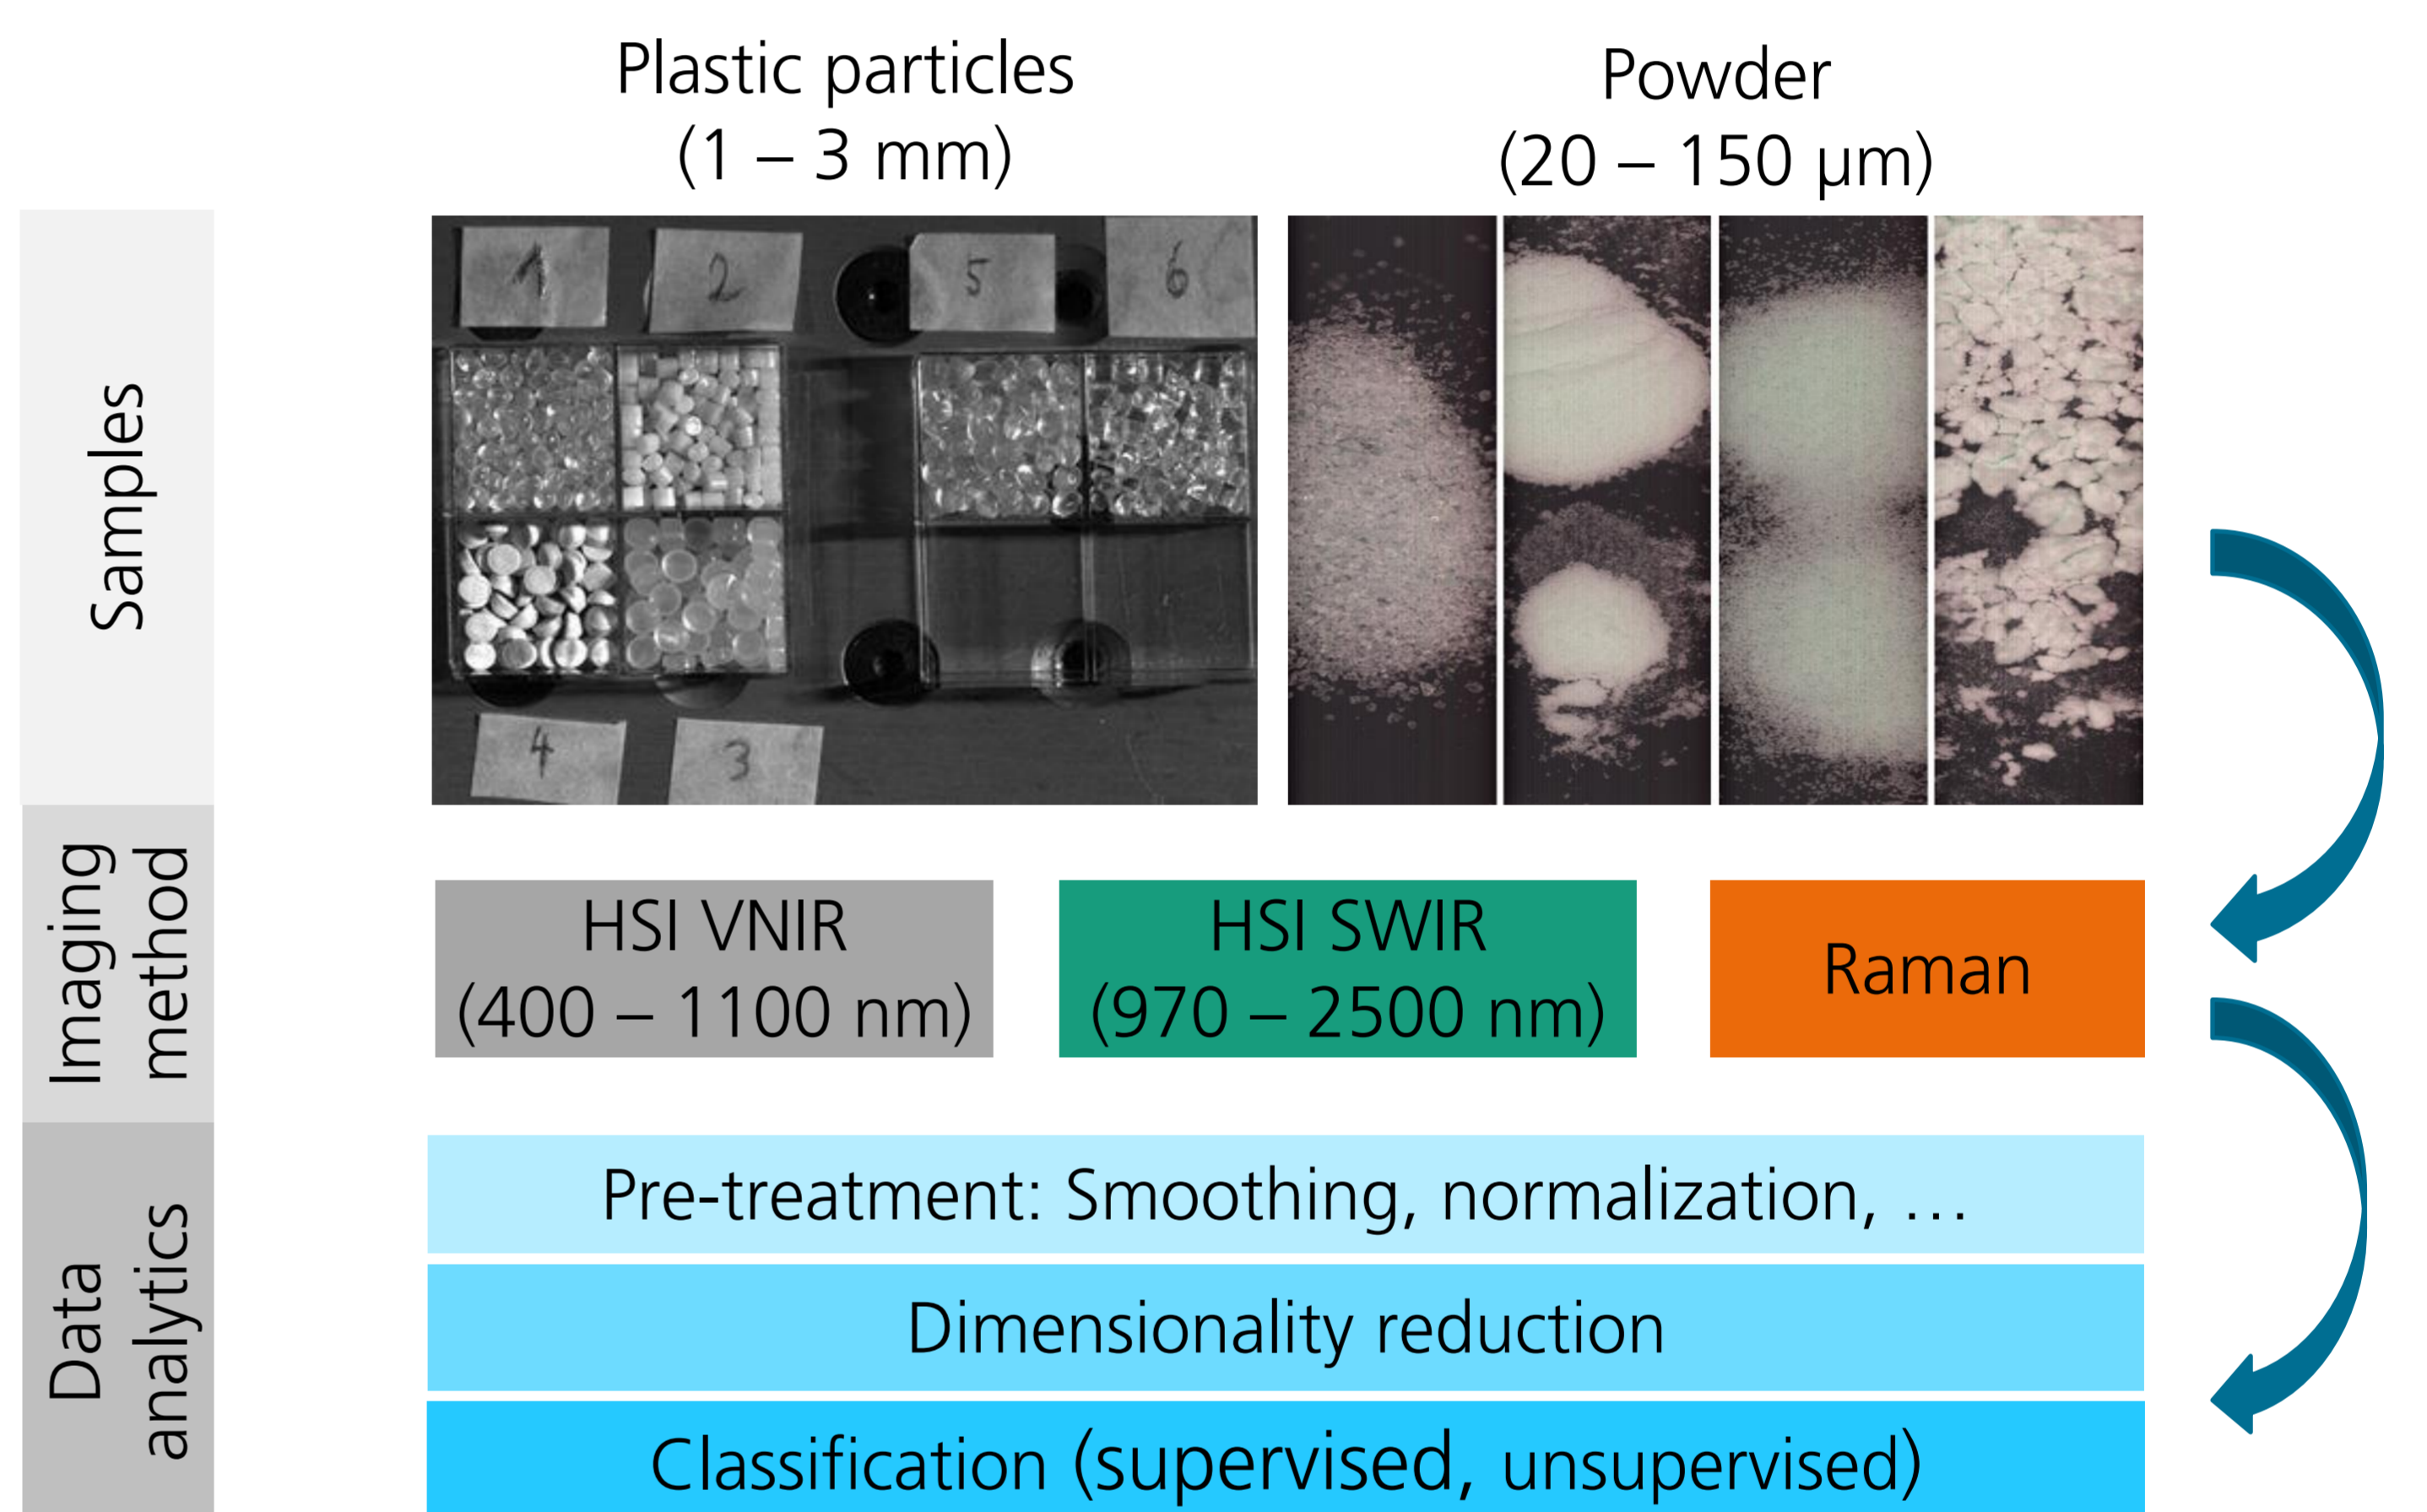 Plastic particles
(1 – 3 mm)
Powder
(20 – 150 µm)
Samples
1
2
5
6
4
3
Imaging
method
HSI VNIR
(400 – 1100 nm)
HSI SWIR
(970 – 2500 nm)
Raman
Data
analytics
Pre-treatment: Smoothing, normalization, …
Dimensionality reduction
Classification (supervised, unsupervised)